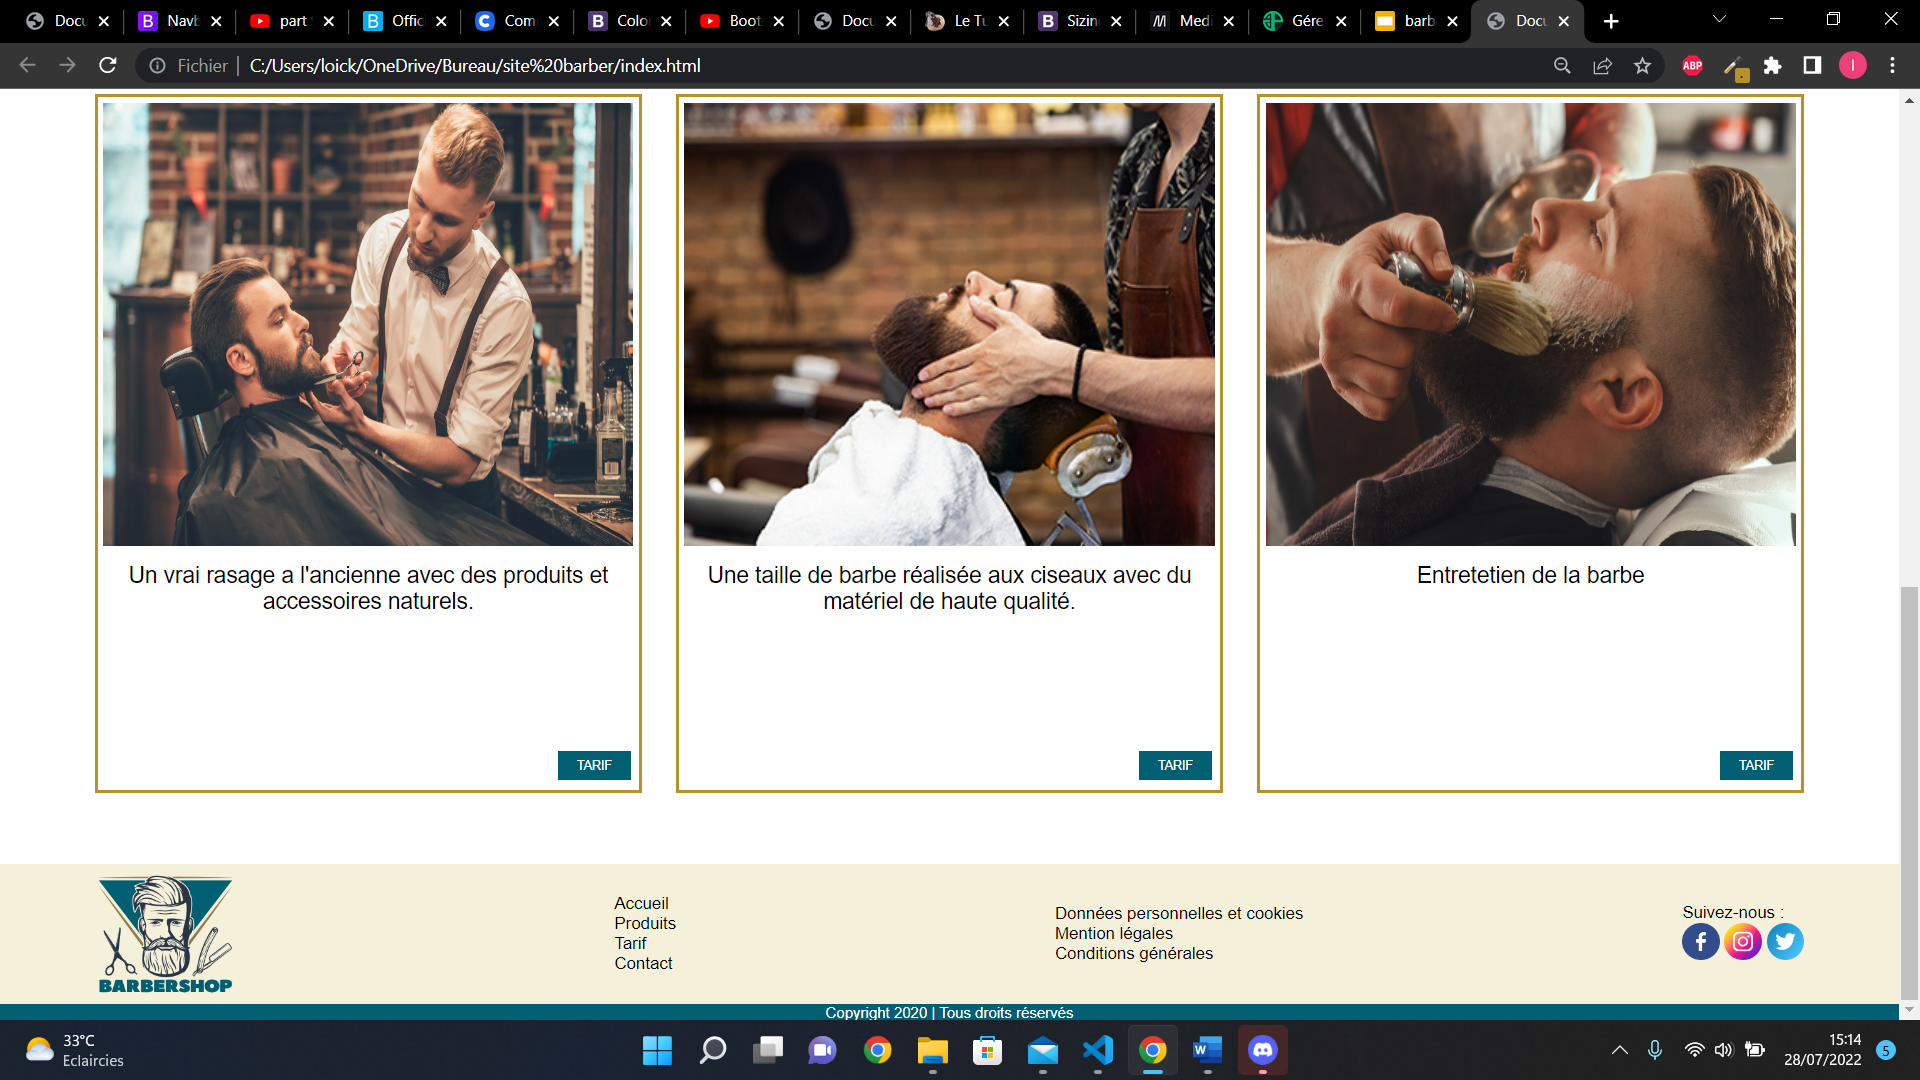 Docu
Navb
part
Offic
Com
Colo
Boot
Docu
Le Tu
Sizin
Medi
Gére
barb
Docu
Fichier | C:/Users/loick/OneDrive/Bureau/site%20barber/index.html
ABP
I
Un vrai rasage a l'ancienne avec des produits et
accessoires naturels.
TARIF
Une taille de barbe réalisée aux ciseaux avec du
matériel de haute qualité.
TARIF
Entretetien de la barbe
TARIF
BARBERSHOP
Accueil
Produits
Tarif
Contact
Données personnelles et cookies
Mention légales
Conditions générales
Suivez-nous :
Copyright 2020 | Tous droits réservés
33°C
Eclaircies
15:14
28/07/2022
5